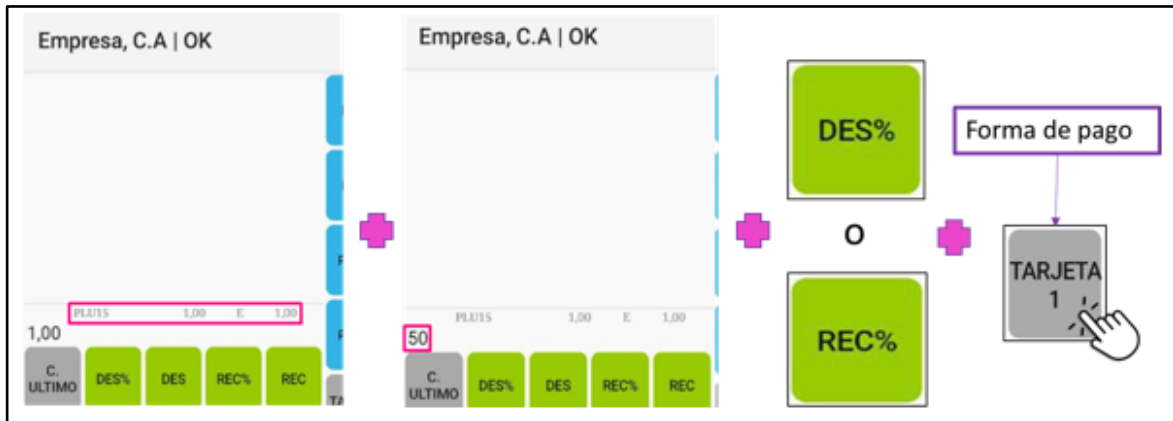 Empresa, C.A | OK
PLU15 1,00 E 1,00
1,00
C. ULTIMO
DES%
DES
REC%
REC
Empresa, C.A | OK
PLU15 1,00 E 1,00
50
C. ULTIMO
DES%
DES
REC%
REC
DES%
O
REC%
Forma de pago
TARJETA
1